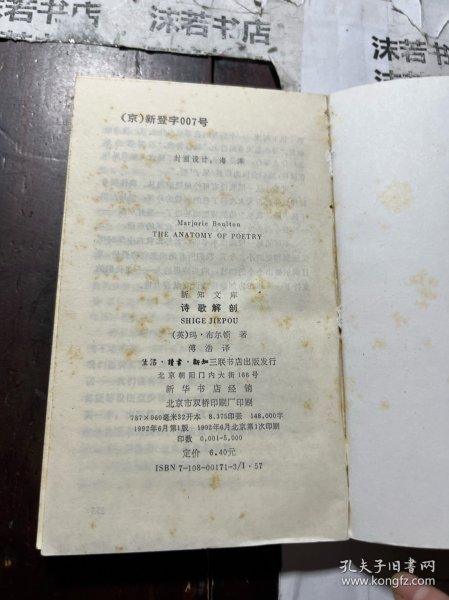 沫若书店
沫若书店
(京)新登字007号
封面设计：海洋
Marjorie Boulton
THE ANATOMY OF POETRY
新知文库
诗歌解剖
SHIGE JIEPOU
(英)玛·布尔顿 著
傅浩 译
生活·讀書·新知三联书店出版发行
北京朝阳门内大街166号
新华书店经销
北京市双桥印刷厂印刷
787×960毫米32开本 8.375印张 148,000字
1992年6月第1版 1992年6月北京第1次印刷
印数 0,001-5,000
定价 6.40元
ISBN 7-108-00171-3/I·57
孔夫子旧书网